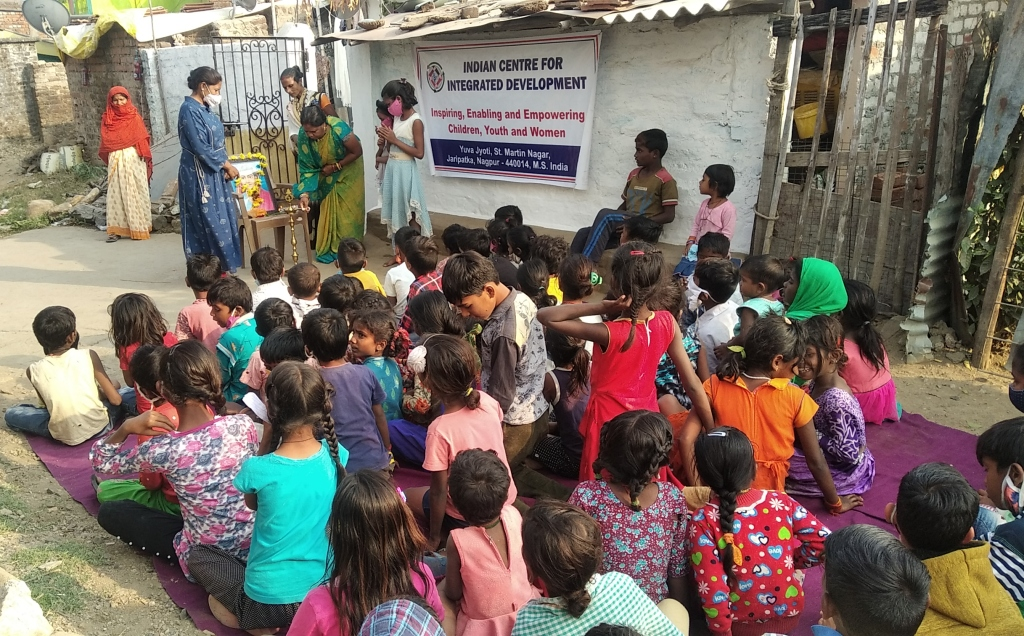 INDIAN CENTRE FOR
INTEGRATED DEVELOPMENT
Inspiring, Enabling and Empowering
Children, Youth and Women
Yuva Jyoti, St. Martin Nagar,
Jaripatka, Nagpur - 440014, M.S. India